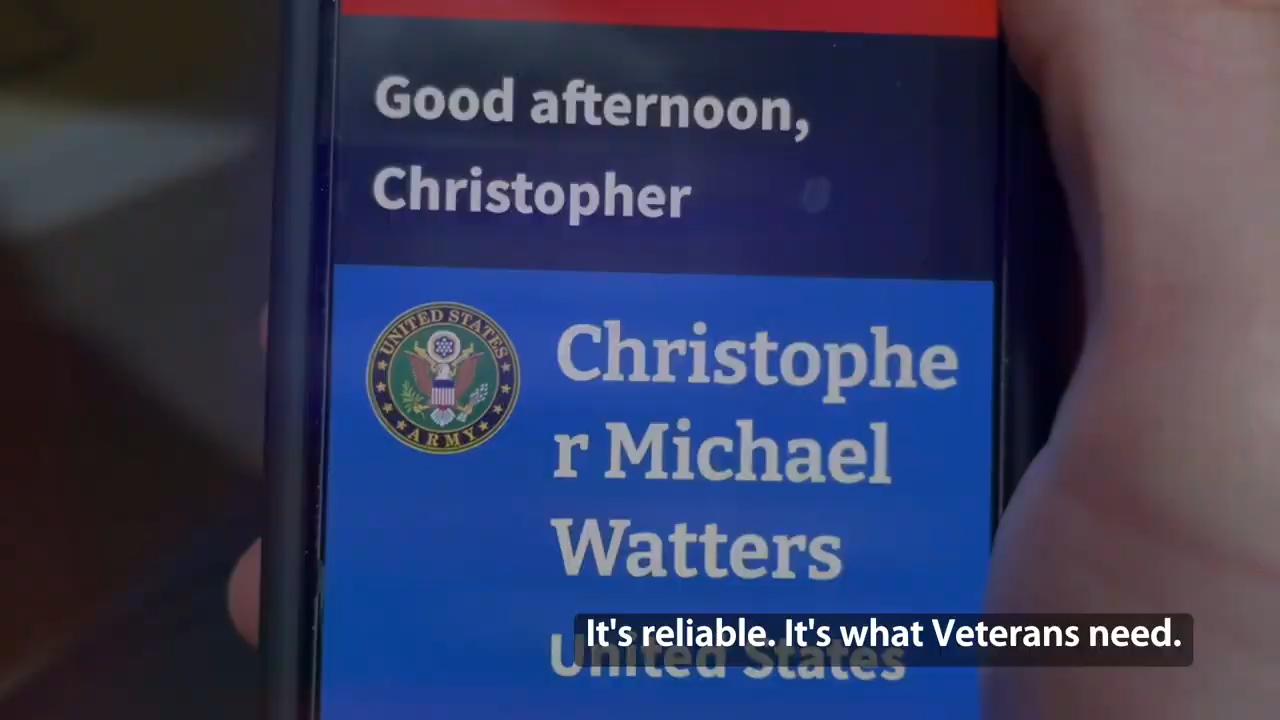 Good afternoon,
Christopher
UNITED STATES
ARMY
Christophe
r Michael
Watters
United States
It's reliable. It's what Veterans need.